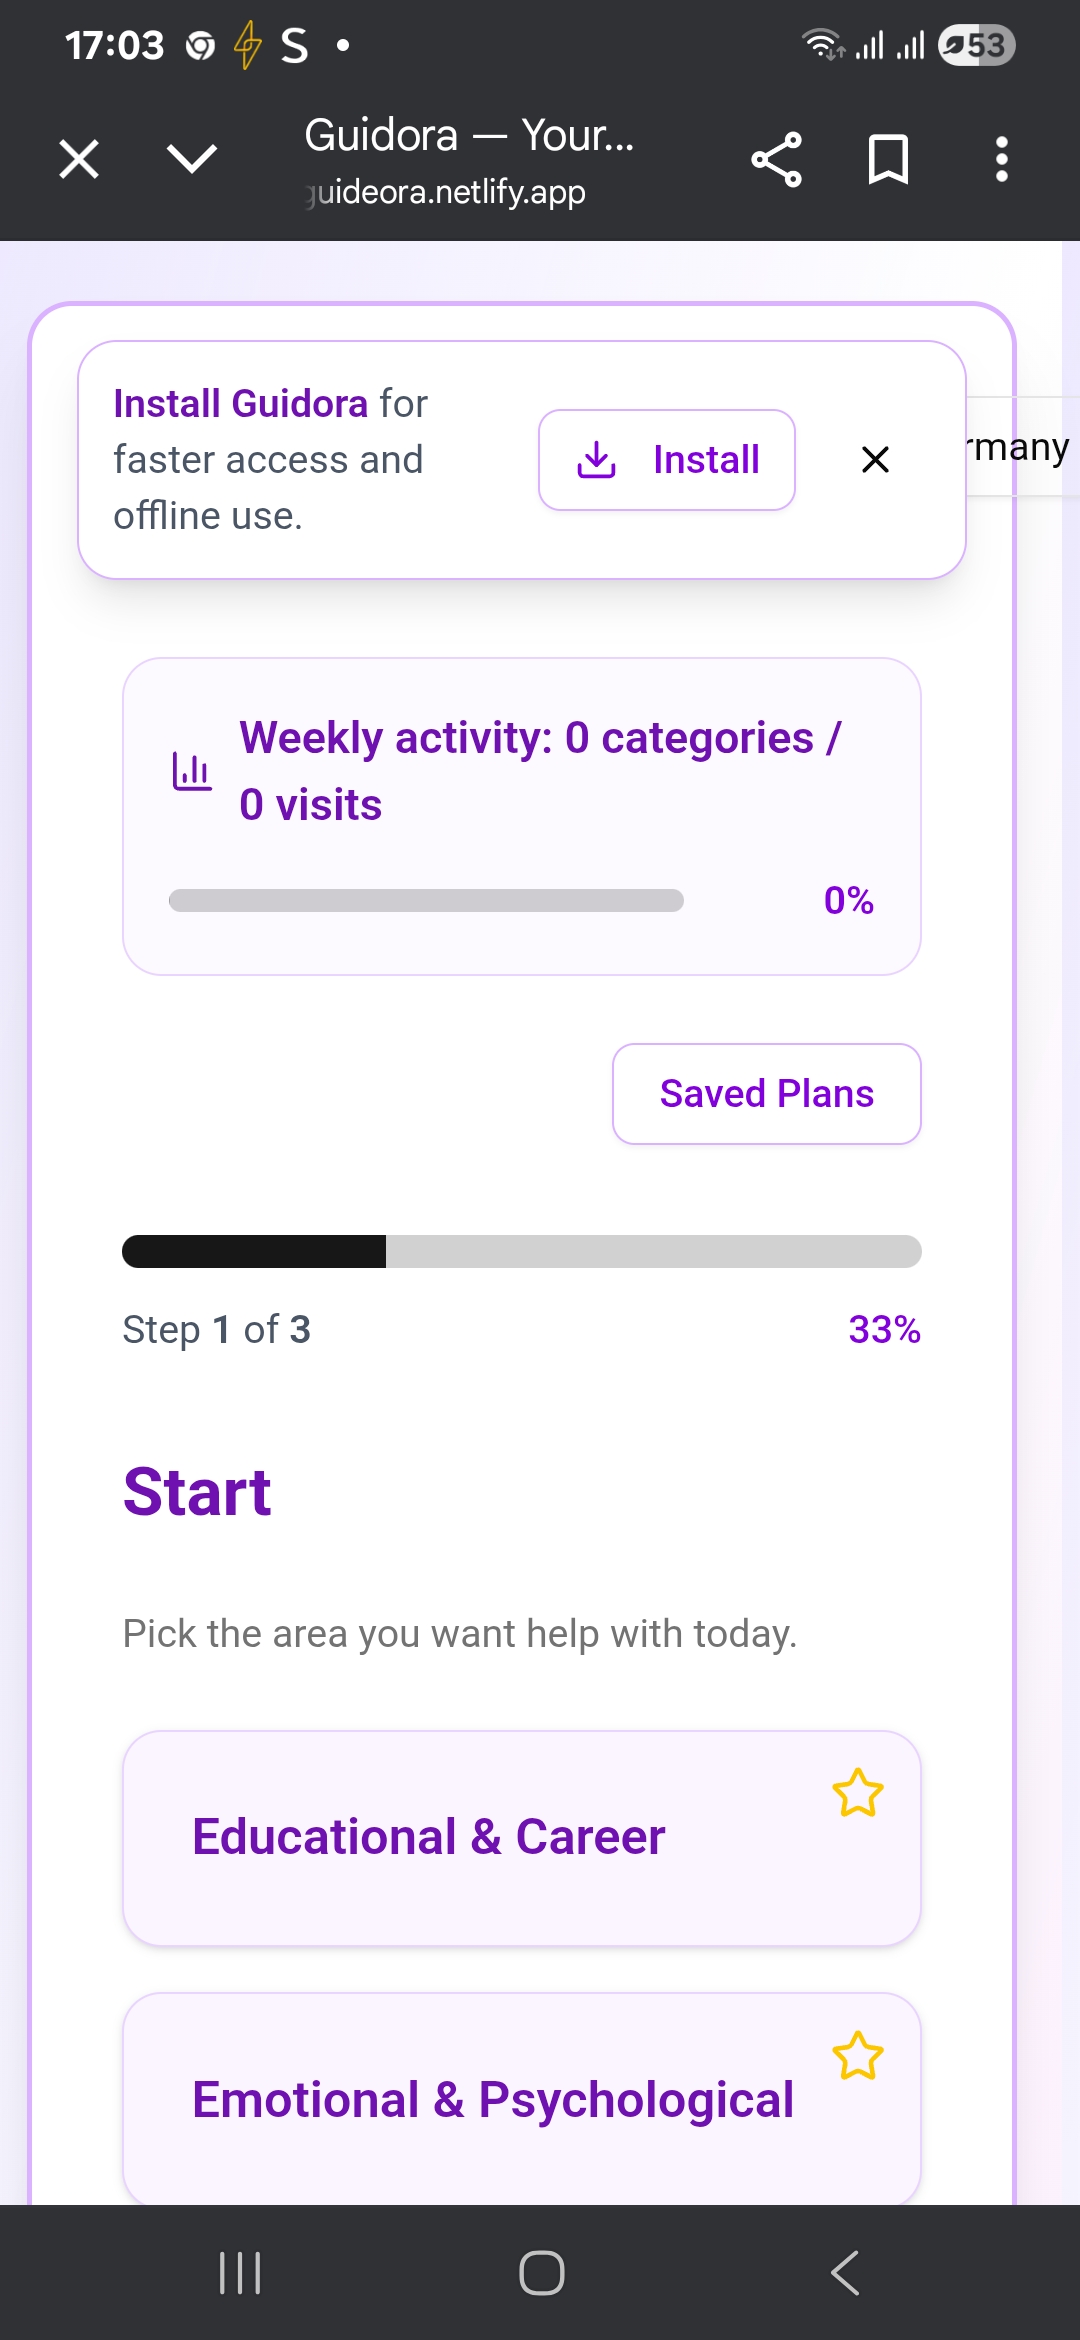 17:03
53
Guidora — Your...
guideora.netlify.app
Install Guidora for
faster access and
offline use.
Install
rmany
Weekly activity: 0 categories /
0 visits
0%
Saved Plans
Step 1 of 3
33%
Start
Pick the area you want help with today.
Educational & Career
Emotional & Psychological